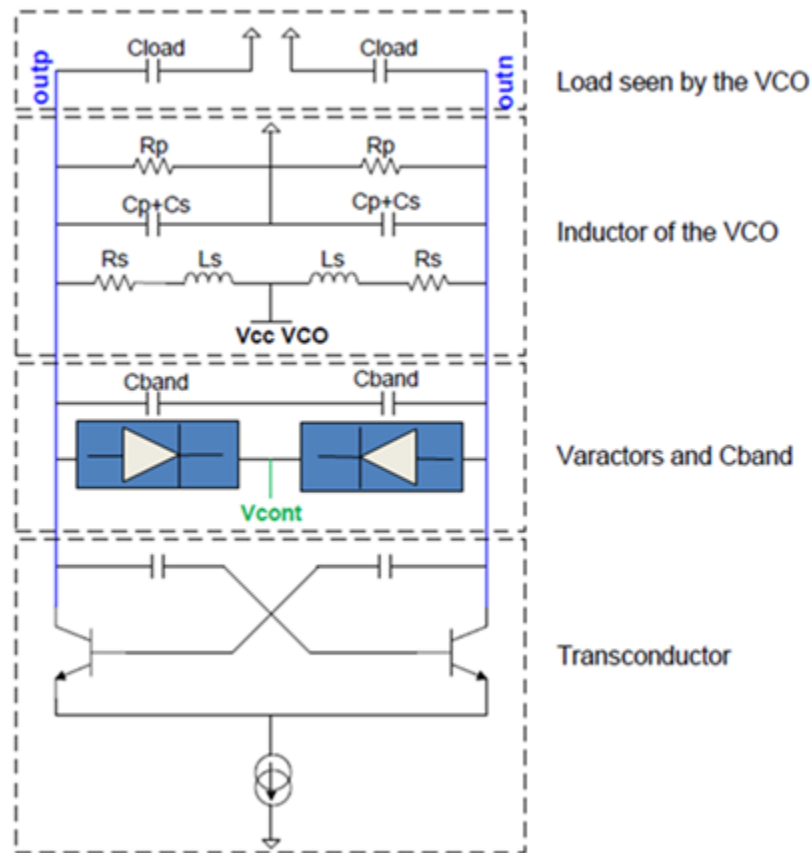 Cload Cload
outp
outn
Load seen by the VCO
Rp Rp
Cp+Cs Cp+Cs
Rs Ls Ls Rs
Vcc VCO
Inductor of the VCO
Cband Cband
Vcont
Varactors and Cband
Transconductor